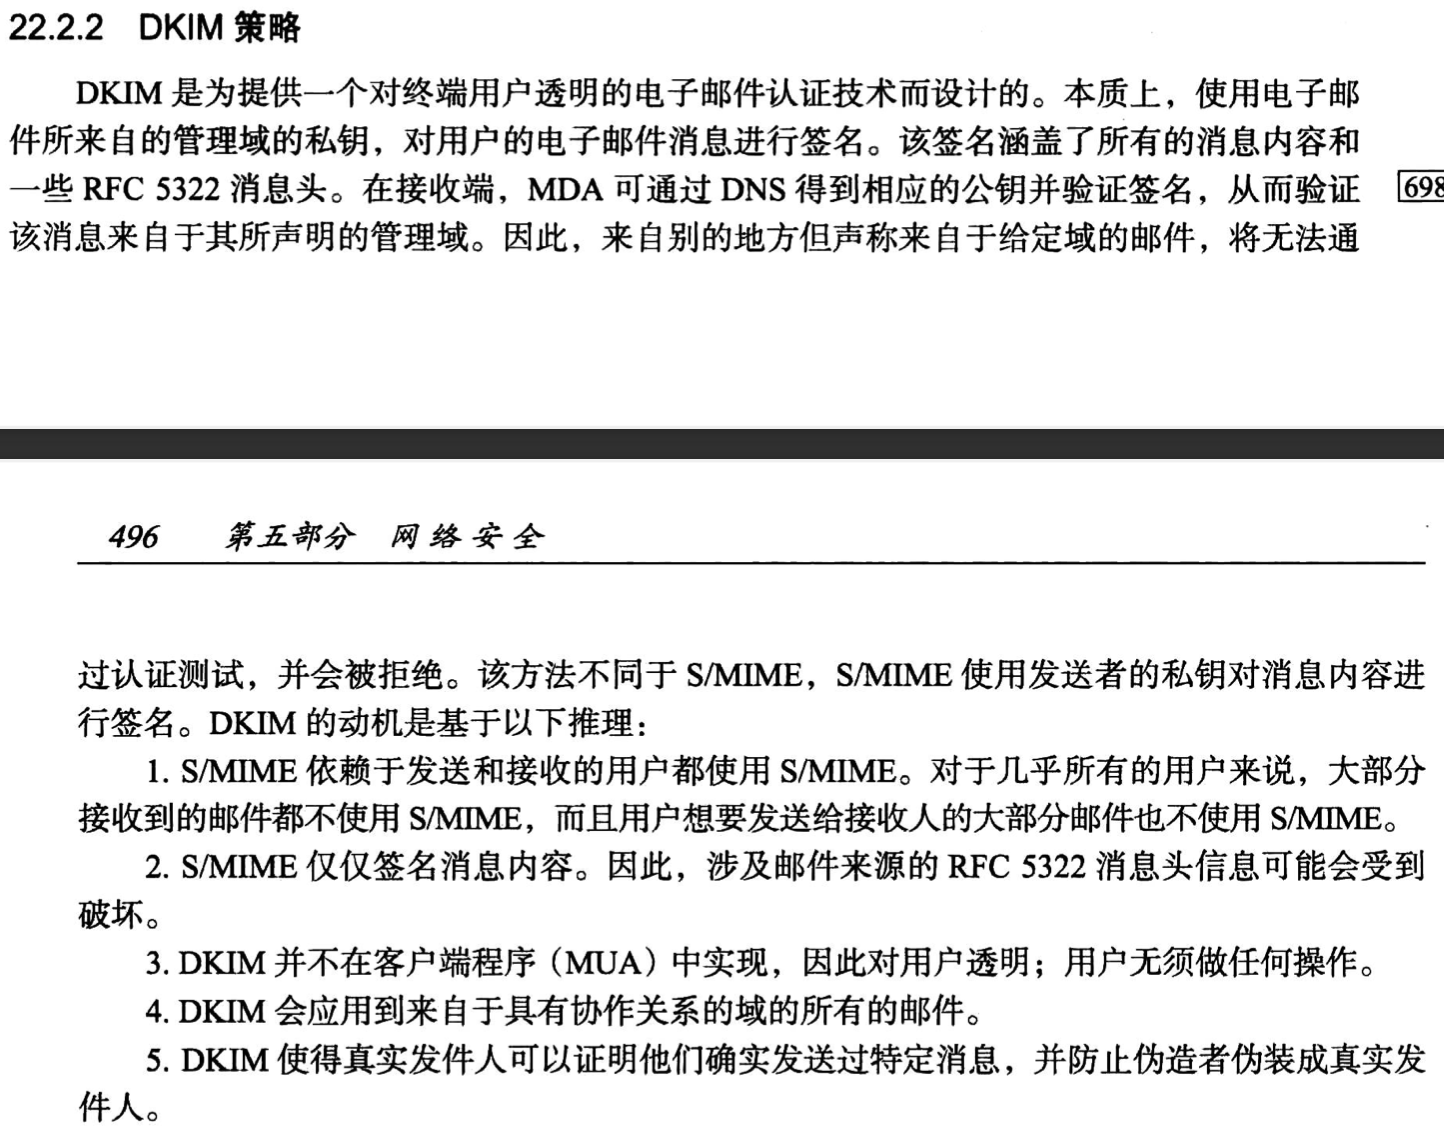 22.2.2 DKIM 策略
DKIM 是为提供一个对终端用户透明的电子邮件认证技术而设计的。本质上，使用电子邮
件所来自的管理域的私钥，对用户的电子邮件消息进行签名。该签名涵盖了所有的消息内容和
一些 RFC 5322 消息头。在接收端，MDA 可通过 DNS 得到相应的公钥并验证签名，从而验证
698
该消息来自于其所声明的管理域。因此，来自别的地方但声称来自于给定域的邮件，将无法通
496 第五部分 网络安全
过认证测试，并会被拒绝。该方法不同于 S/MIME，S/MIME 使用发送者的私钥对消息内容进
行签名。DKIM 的动机是基于以下推理：
1. S/MIME 依赖于发送和接收的用户都使用 S/MIME。对于几乎所有的用户来说，大部分
接收到的邮件都不使用 S/MIME，而且用户想要发送给接收人的大部分邮件也不使用 S/MIME。
2. S/MIME 仅仅签名消息内容。因此，涉及邮件来源的 RFC 5322 消息头信息可能会受到
破坏。
3. DKIM 并不在客户端程序（MUA）中实现，因此对用户透明；用户无须做任何操作。
4. DKIM 会应用到来自于具有协作关系的域的所有的邮件。
5. DKIM 使得真实发件人可以证明他们确实发送过特定消息，并防止伪造者伪装成真实发
件人。